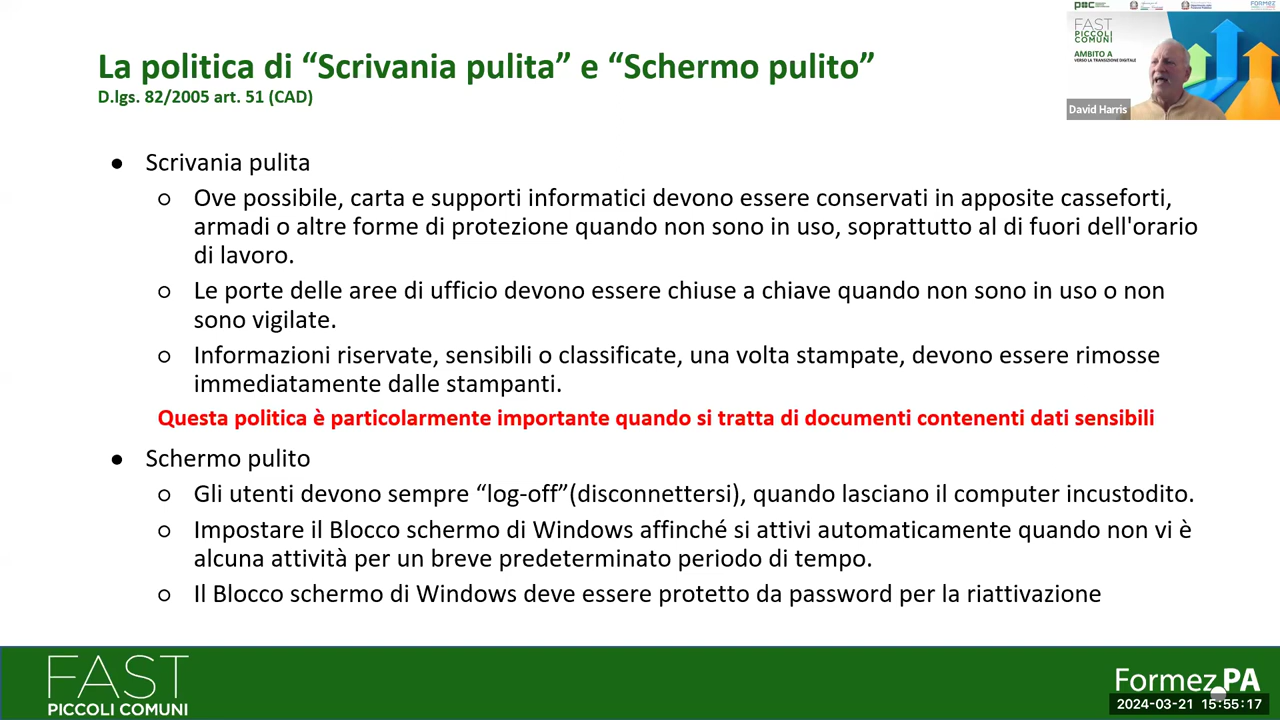 La politica di “Scrivania pulita” e “Schermo pulito”
D.lgs. 82/2005 art. 51 (CAD)
● Scrivania pulita
○ Ove possibile, carta e supporti informatici devono essere conservati in apposite casseforti,
armadi o altre forme di protezione quando non sono in uso, soprattutto al di fuori dell'orario
di lavoro.
○ Le porte delle aree di ufficio devono essere chiuse a chiave quando non sono in uso o non
sono vigilate.
○ Informazioni riservate, sensibili o classificate, una volta stampate, devono essere rimosse
immediatamente dalle stampanti.
Questa politica è particolarmente importante quando si tratta di documenti contenenti dati sensibili
● Schermo pulito
○ Gli utenti devono sempre “log-off”(disconnettersi), quando lasciano il computer incustodito.
○ Impostare il Blocco schermo di Windows affinché si attivi automaticamente quando non vi è
alcuna attività per un breve predeterminato periodo di tempo.
○ Il Blocco schermo di Windows deve essere protetto da password per la riattivazione
FAST
PICCOLI COMUNI
AMBITO A
VERSO LA TRANSIZIONE DIGITALE
David Harris
FAST
PICCOLI COMUNI
Formez PA
2024-03-21 15:55:17